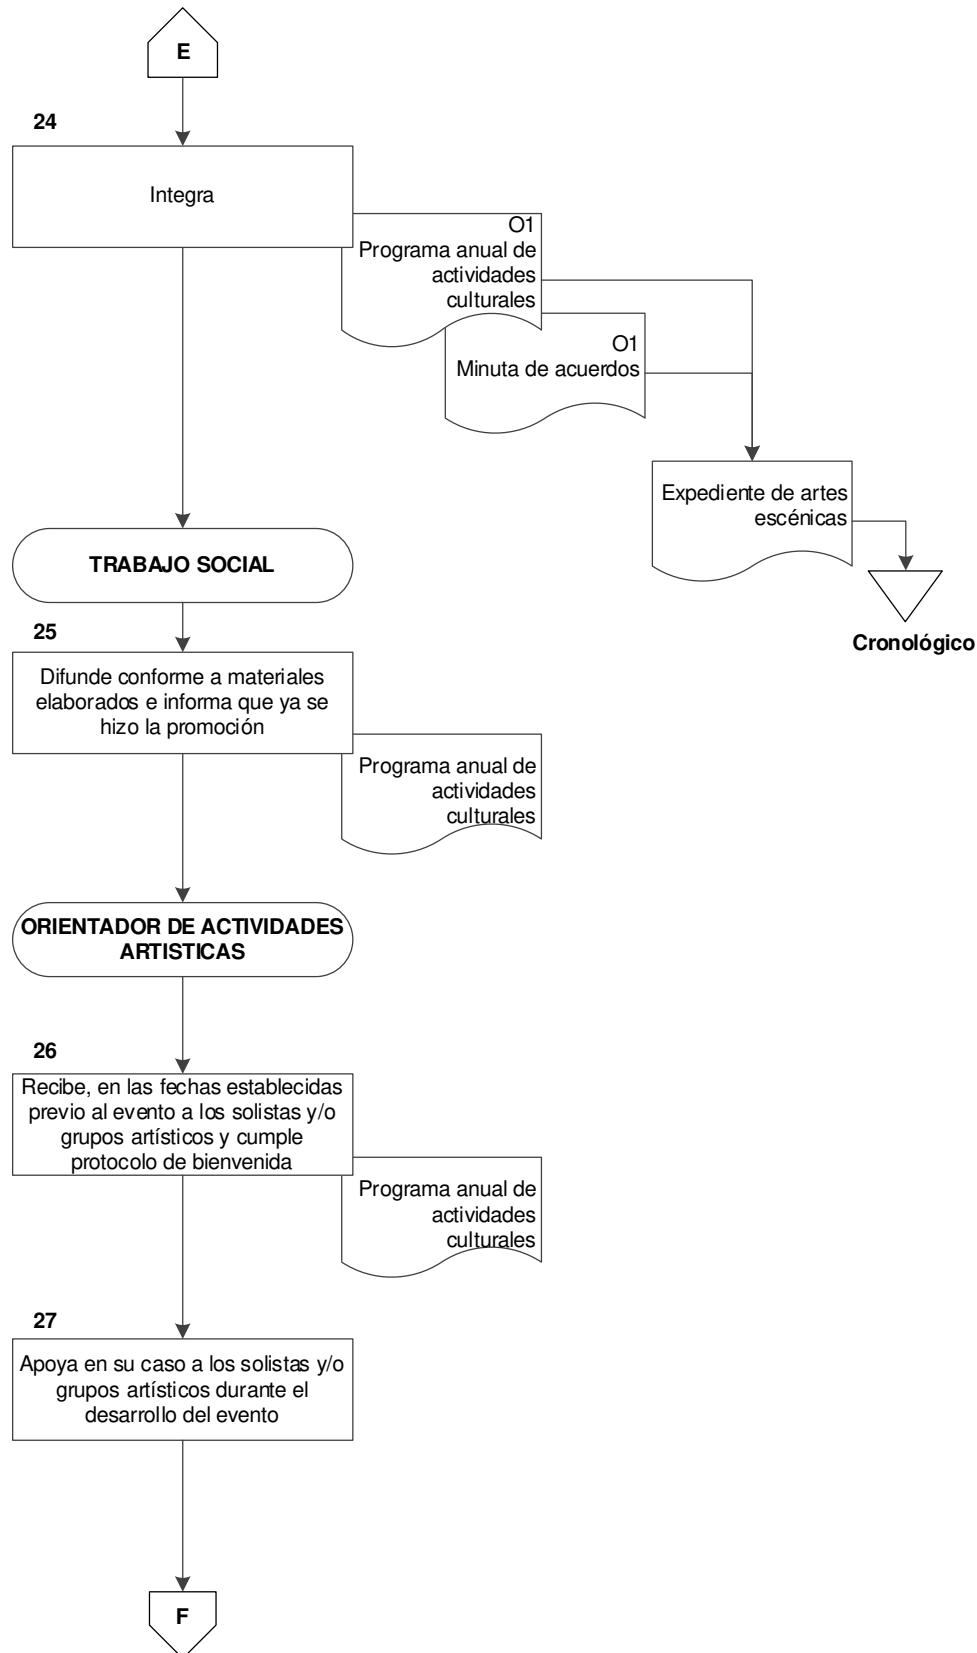 E
24
Integra
O1
Programa anual de
actividades
culturales
O1
Minuta de acuerdos
Expediente de artes
escénicas
Cronológico
TRABAJO SOCIAL
25
Difunde conforme a materiales
elaborados e informa que ya se
hizo la promoción
Programa anual de
actividades
culturales
ORIENTADOR DE ACTIVIDADES
ARTISTICAS
26
Recibe, en las fechas establecidas
previo al evento a los solistas y/o
grupos artísticos y cumple
protocolo de bienvenida
Programa anual de
actividades
culturales
27
Apoya en su caso a los solistas y/o
grupos artísticos durante el
desarrollo del evento
F